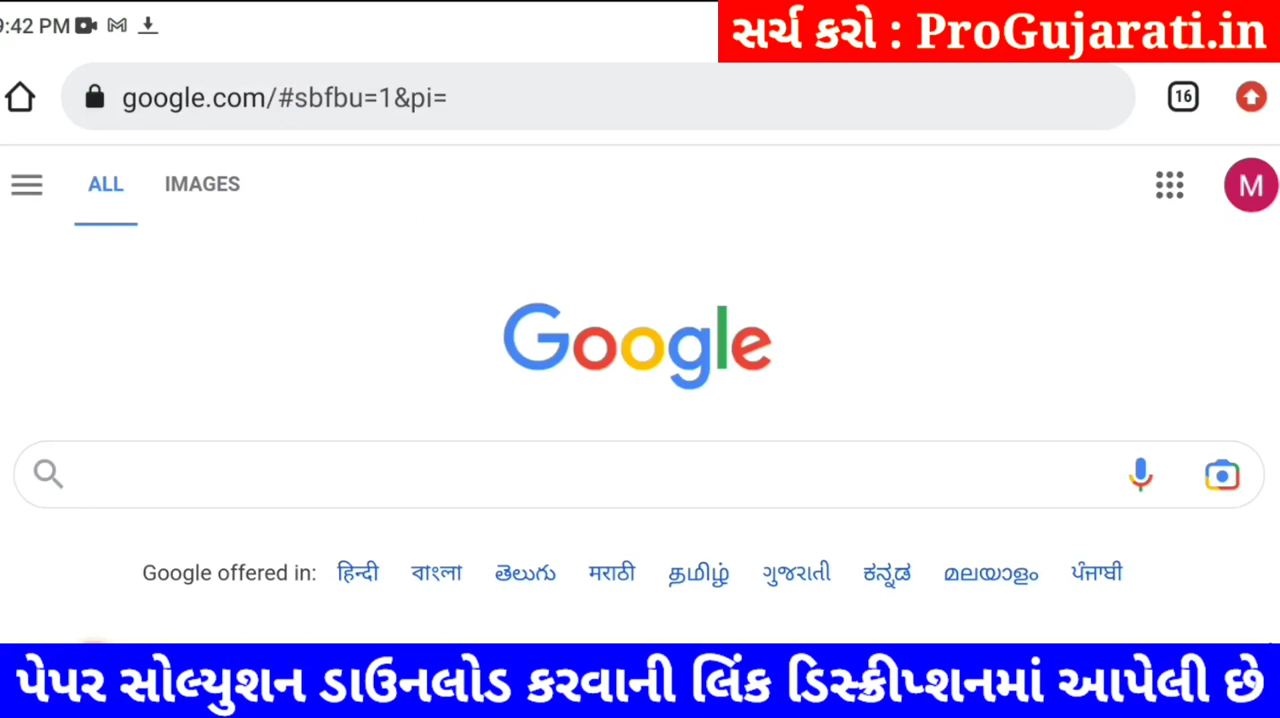 9:42 PM
સર્ચ કરો : ProGujarati.in
google.com/#sbfbu=1&pi=
16
ALL IMAGES
M
Google
Google offered in: हिन्दी বাংলা తెలుగు मराठी தமிழ் ગુજરાતી ಕನ್ನಡ മലയാളം ਪੰਜਾਬੀ
પેપર સોલ્યુશન ડાઉનલોડ કરવાની લિંક ડિસ્ક્રીપ્શનમાં આપેલી છે